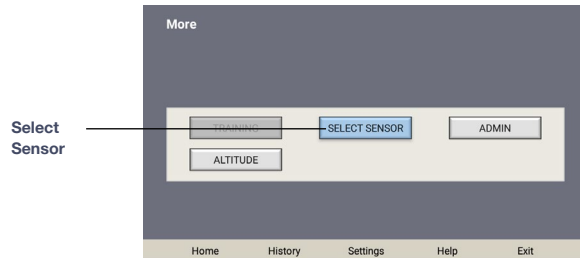 More
TRAINING
SELECT SENSOR
ADMIN
Select
Sensor
ALTITUDE
Home History Settings Help Exit